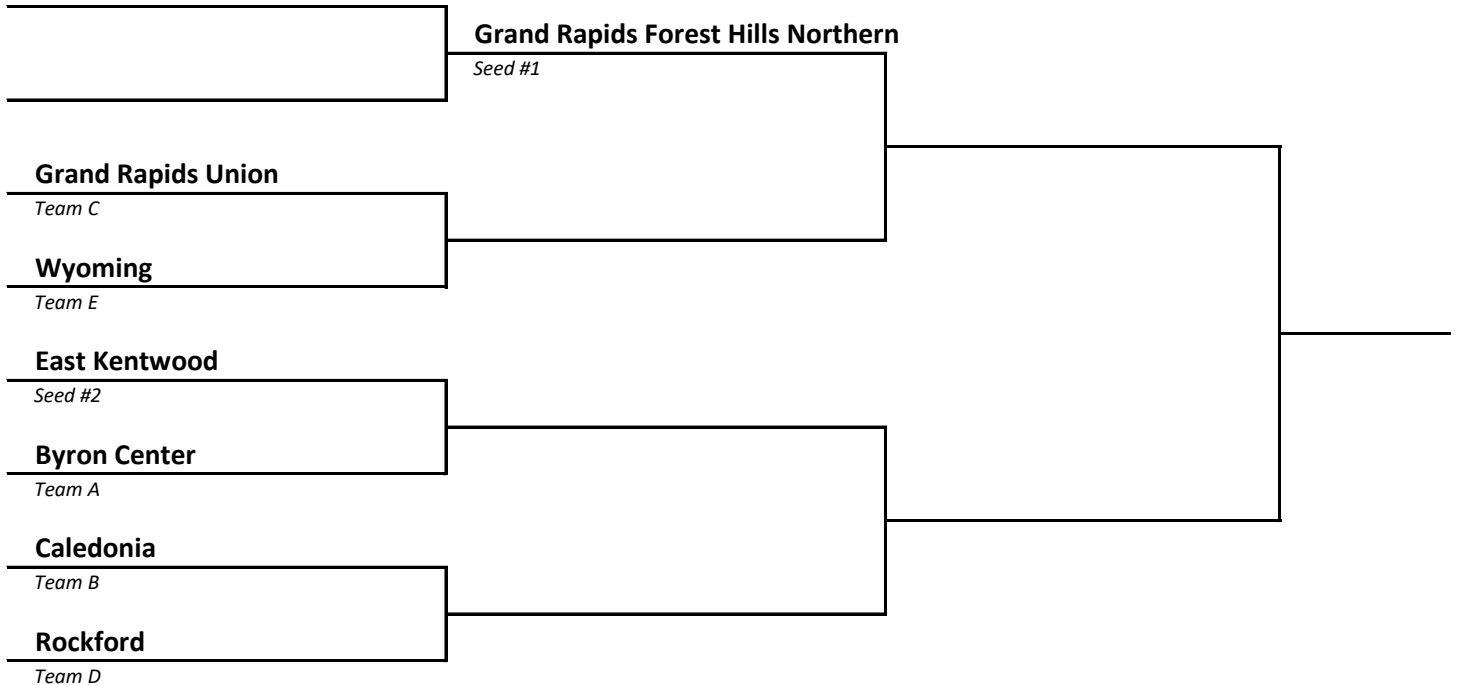 Grand Rapids Forest Hills Northern
Seed #1
Grand Rapids Union
Team C
Wyoming
Team E
East Kentwood
Seed #2
Byron Center
Team A
Caledonia
Team B
Rockford
Team D